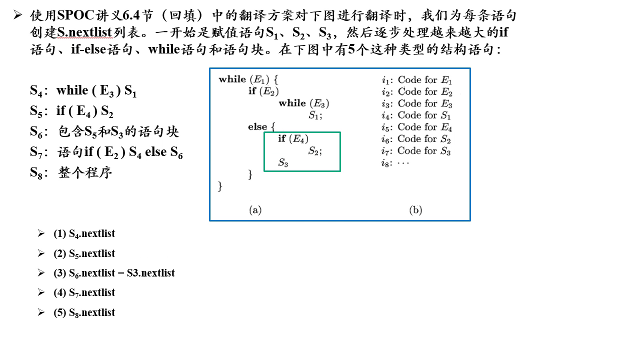 ➤ 使用SPOC讲义6.4节（回填）中的翻译方案对下图进行翻译时，我们为每条语句
创建S.nextlist列表。一开始是赋值语句S₁、S₂、S₃，然后逐步处理越来越大的if
语句、if-else语句、while语句和语句块。在下图中有5个这种类型的结构语句：
S₄：while ( E₃ ) S₁
S₅：if ( E₄ ) S₂
S₆：包含S₅和S₃的语句块
S₇：语句if ( E₂ ) S₄ else S₆
S₈：整个程序
while (E₁) {
if (E₂)
while (E₃)
S₁;
else {
if (E₄)
S₂;
S₃
}
}
(a)
i₁: Code for E₁
i₂: Code for E₂
i₃: Code for E₃
i₄: Code for S₁
i₅: Code for E₄
i₆: Code for S₂
i₇: Code for S₃
i₈: ···
(b)
➤ (1) S₄.nextlist
➤ (2) S₅.nextlist
➤ (3) S₆.nextlist – S3.nextlist
➤ (4) S₇.nextlist
➤ (5) S₈.nextlist